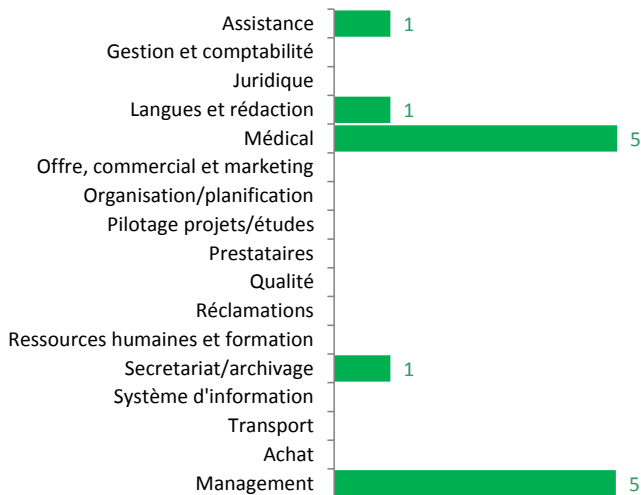 Assistance 1
Gestion et comptabilité
Juridique
Langues et rédaction 1
Médical 5
Offre, commercial et marketing
Organisation/planification
Pilotage projets/études
Prestataires
Qualité
Réclamations
Ressources humaines et formation
Secretariat/archivage 1
Système d'information
Transport
Achat
Management 5